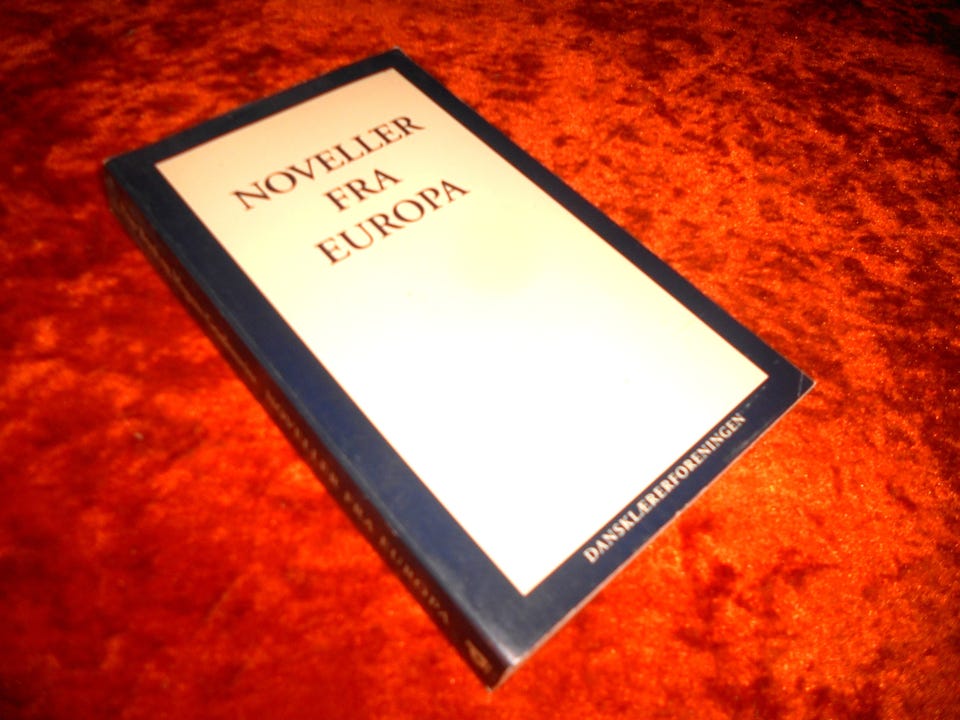 NOVELLER
FRA
EUROPA
DANSKLÆRERFORENINGEN
NOVELLER FRA EUROPA